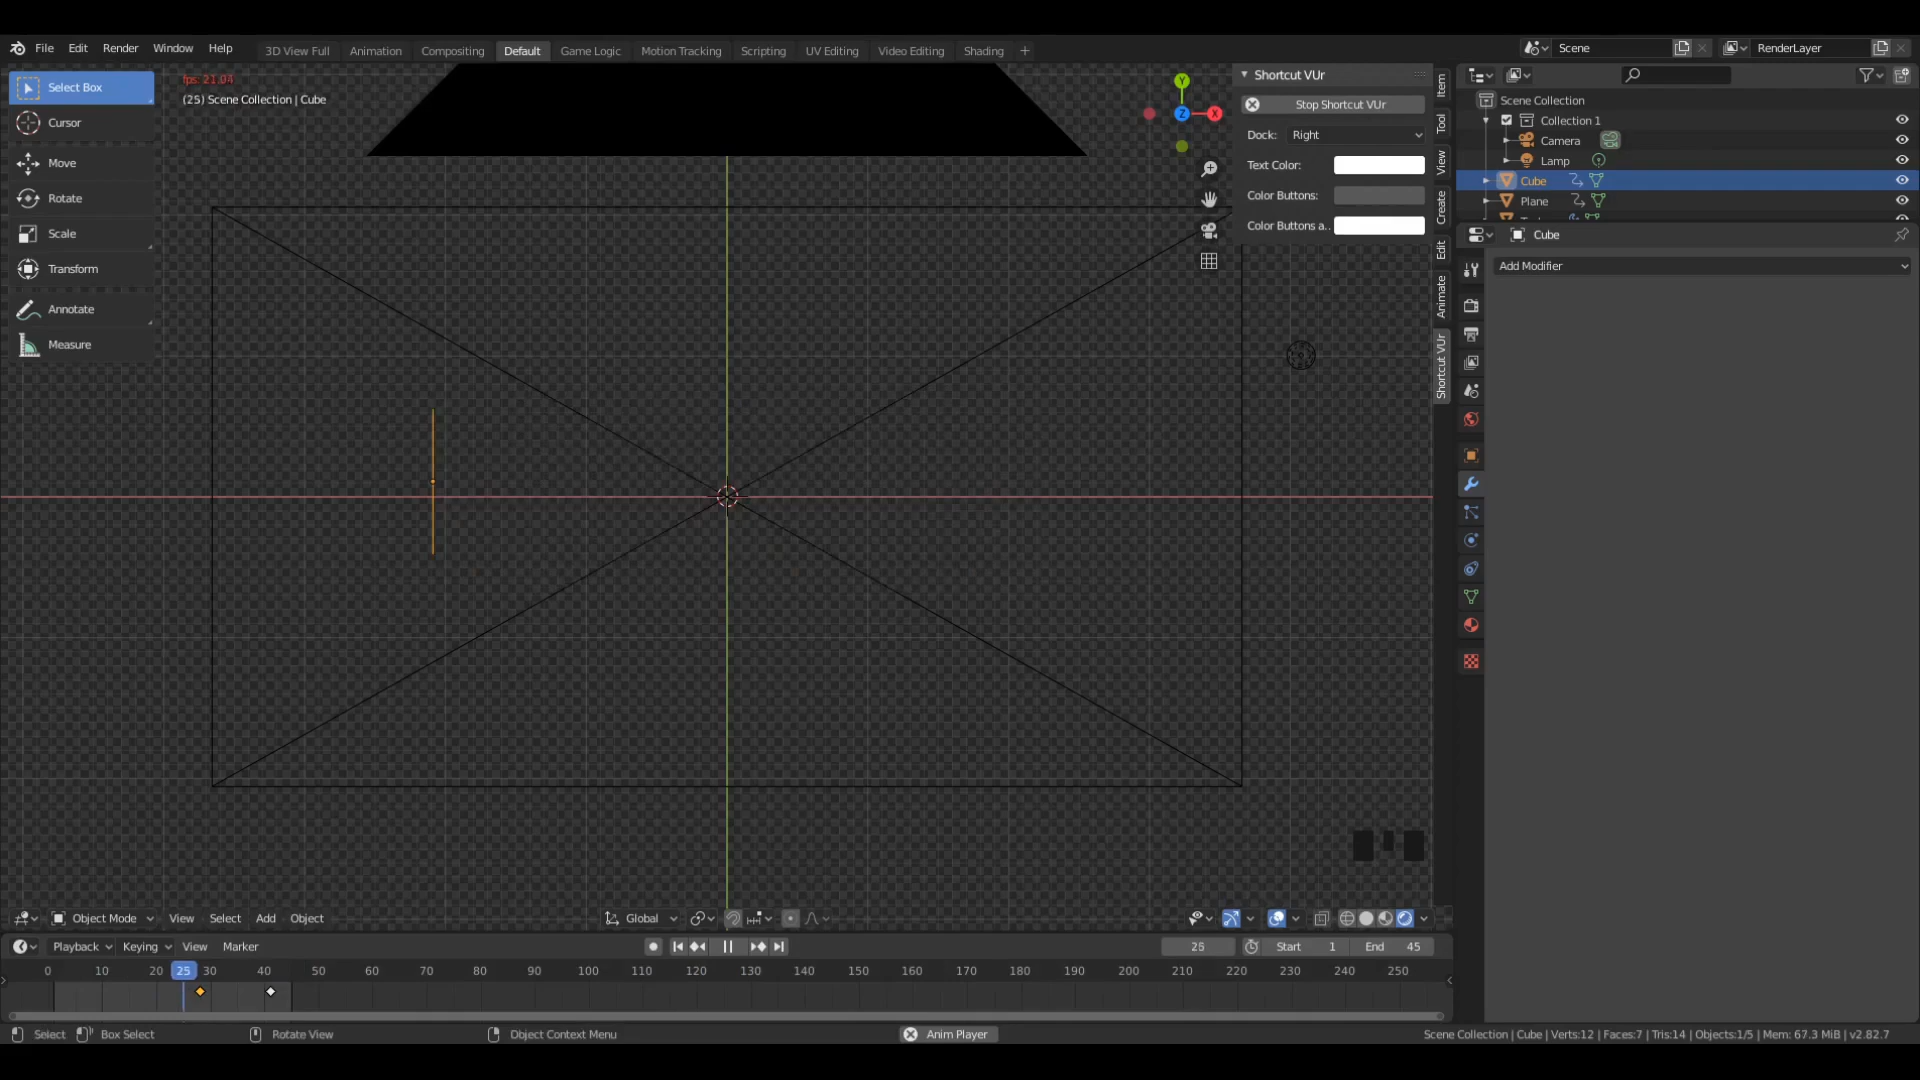 File Edit Render Window Help 3D View Full Animation Compositing Default Game Logic Motion Tracking Scripting UV Editing Video Editing Shading + Scene RenderLayer
Select Box
Cursor
Move
Rotate
Scale
Transform
Annotate
Measure
fps: 21.04
(25) Scene Collection | Cube
Y
Z
X
Shortcut VUr
Stop Shortcut VUr
Dock: Right
Text Color:
Color Buttons:
Color Buttons a..
Item
Tool
View
Create
Edit
Animate
Shortcut VUr
Scene Collection
Collection 1
Camera
Lamp
Cube
Plane
Cube
Add Modifier
Object Mode View Select Add Object Global
Playback Keying View Marker 26 Start 1 End 45
0 10 20 25 30 40 50 60 70 80 90 100 110 120 130 140 150 160 170 180 190 200 210 220 230 240 250
Select Box Select Rotate View Object Context Menu Anim Player Scene Collection | Cube | Verts:12 | Faces:7 | Tris:14 | Objects:1/5 | Mem: 67.3 MiB | v2.82.7